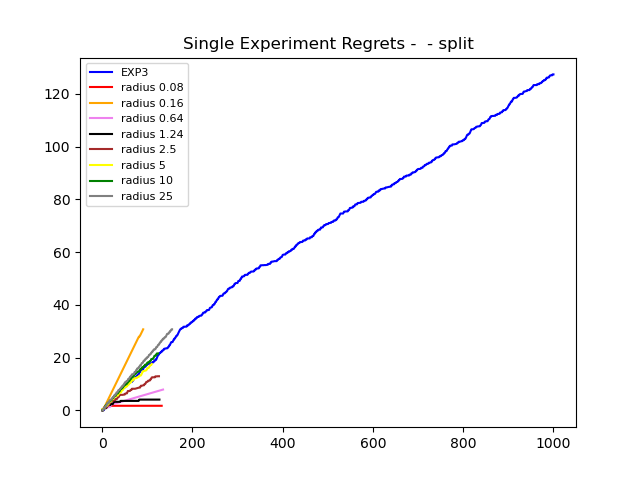 Single Experiment Regrets -  - split
EXP3
radius 0.08
radius 0.16
radius 0.64
radius 1.24
radius 2.5
radius 5
radius 10
radius 25
120
100
80
60
40
20
0
0 200 400 600 800 1000